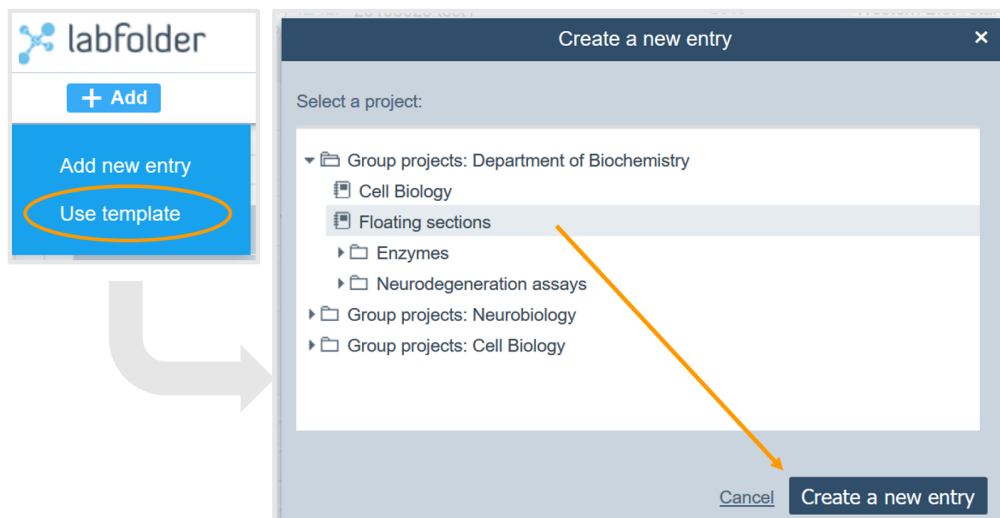 labfolder
+ Add
Add new entry
Use template
Create a new entry ×
Select a project:
Group projects: Department of Biochemistry
Cell Biology
Floating sections
Enzymes
Neurodegeneration assays
Group projects: Neurobiology
Group projects: Cell Biology
Cancel Create a new entry